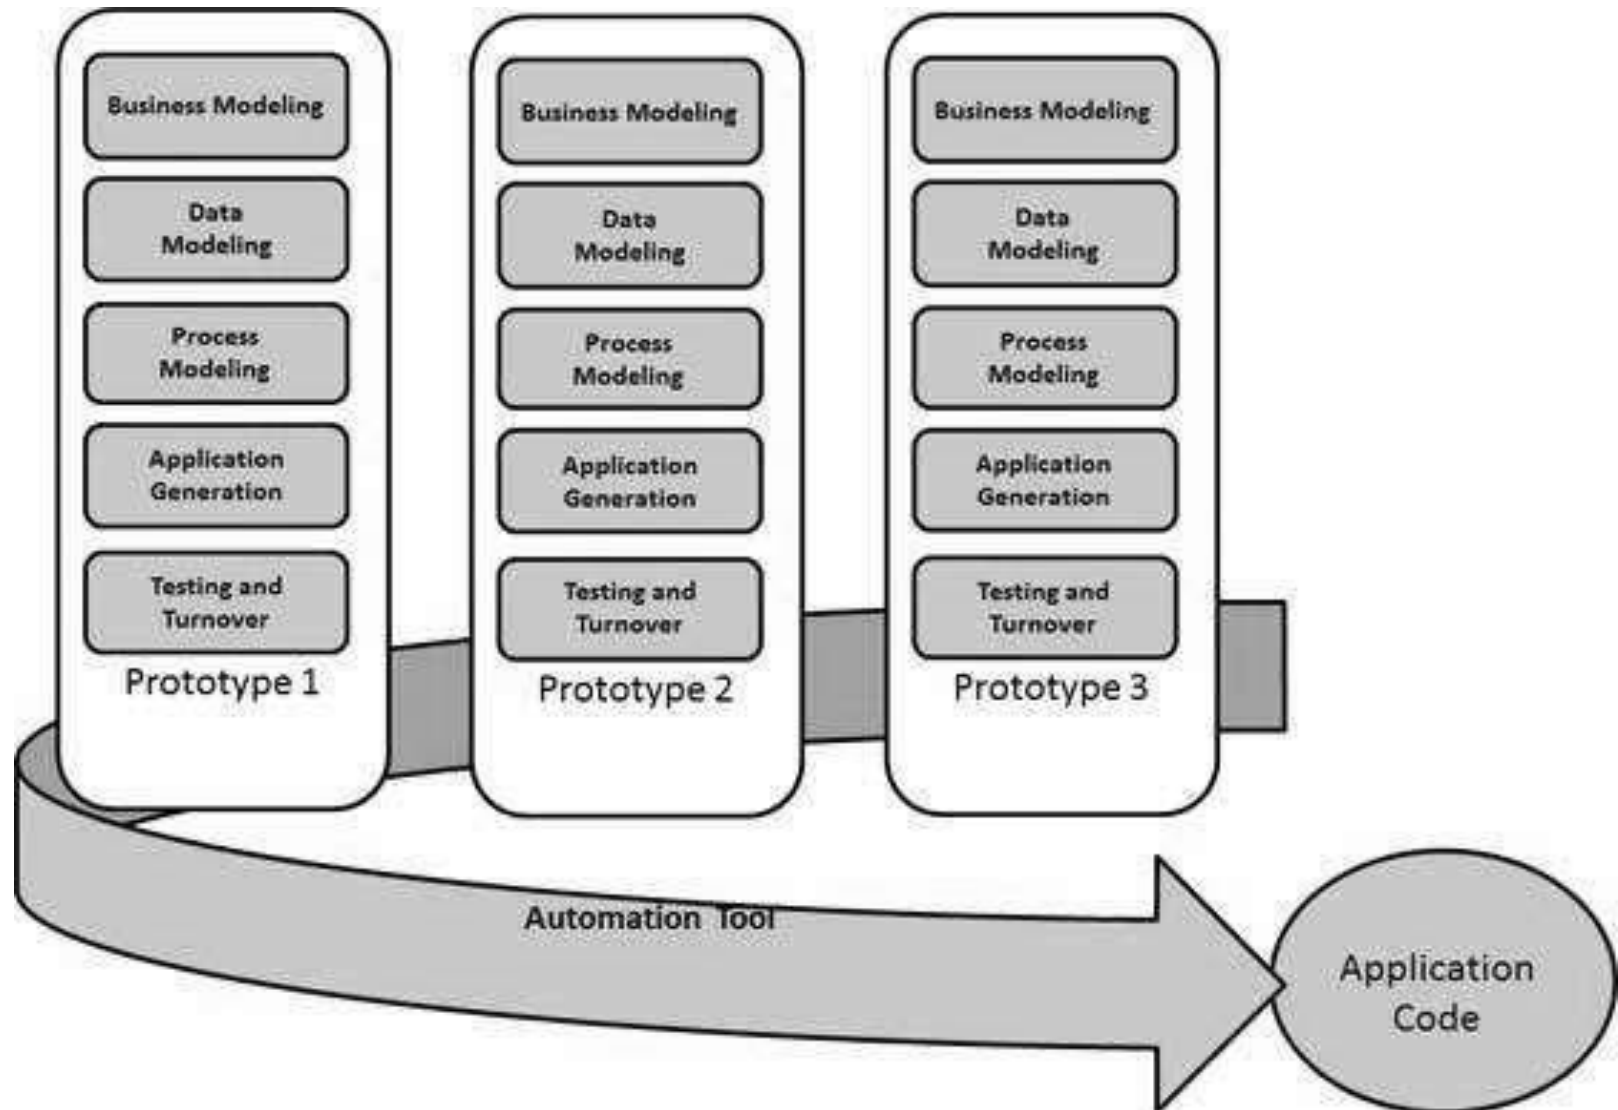 Business Modeling
Data
Modeling
Process
Modeling
Application
Generation
Testing and
Turnover
Prototype 1
Business Modeling
Data
Modeling
Process
Modeling
Application
Generation
Testing and
Turnover
Prototype 2
Business Modeling
Data
Modeling
Process
Modeling
Application
Generation
Testing and
Turnover
Prototype 3
Automation Tool
Application
Code